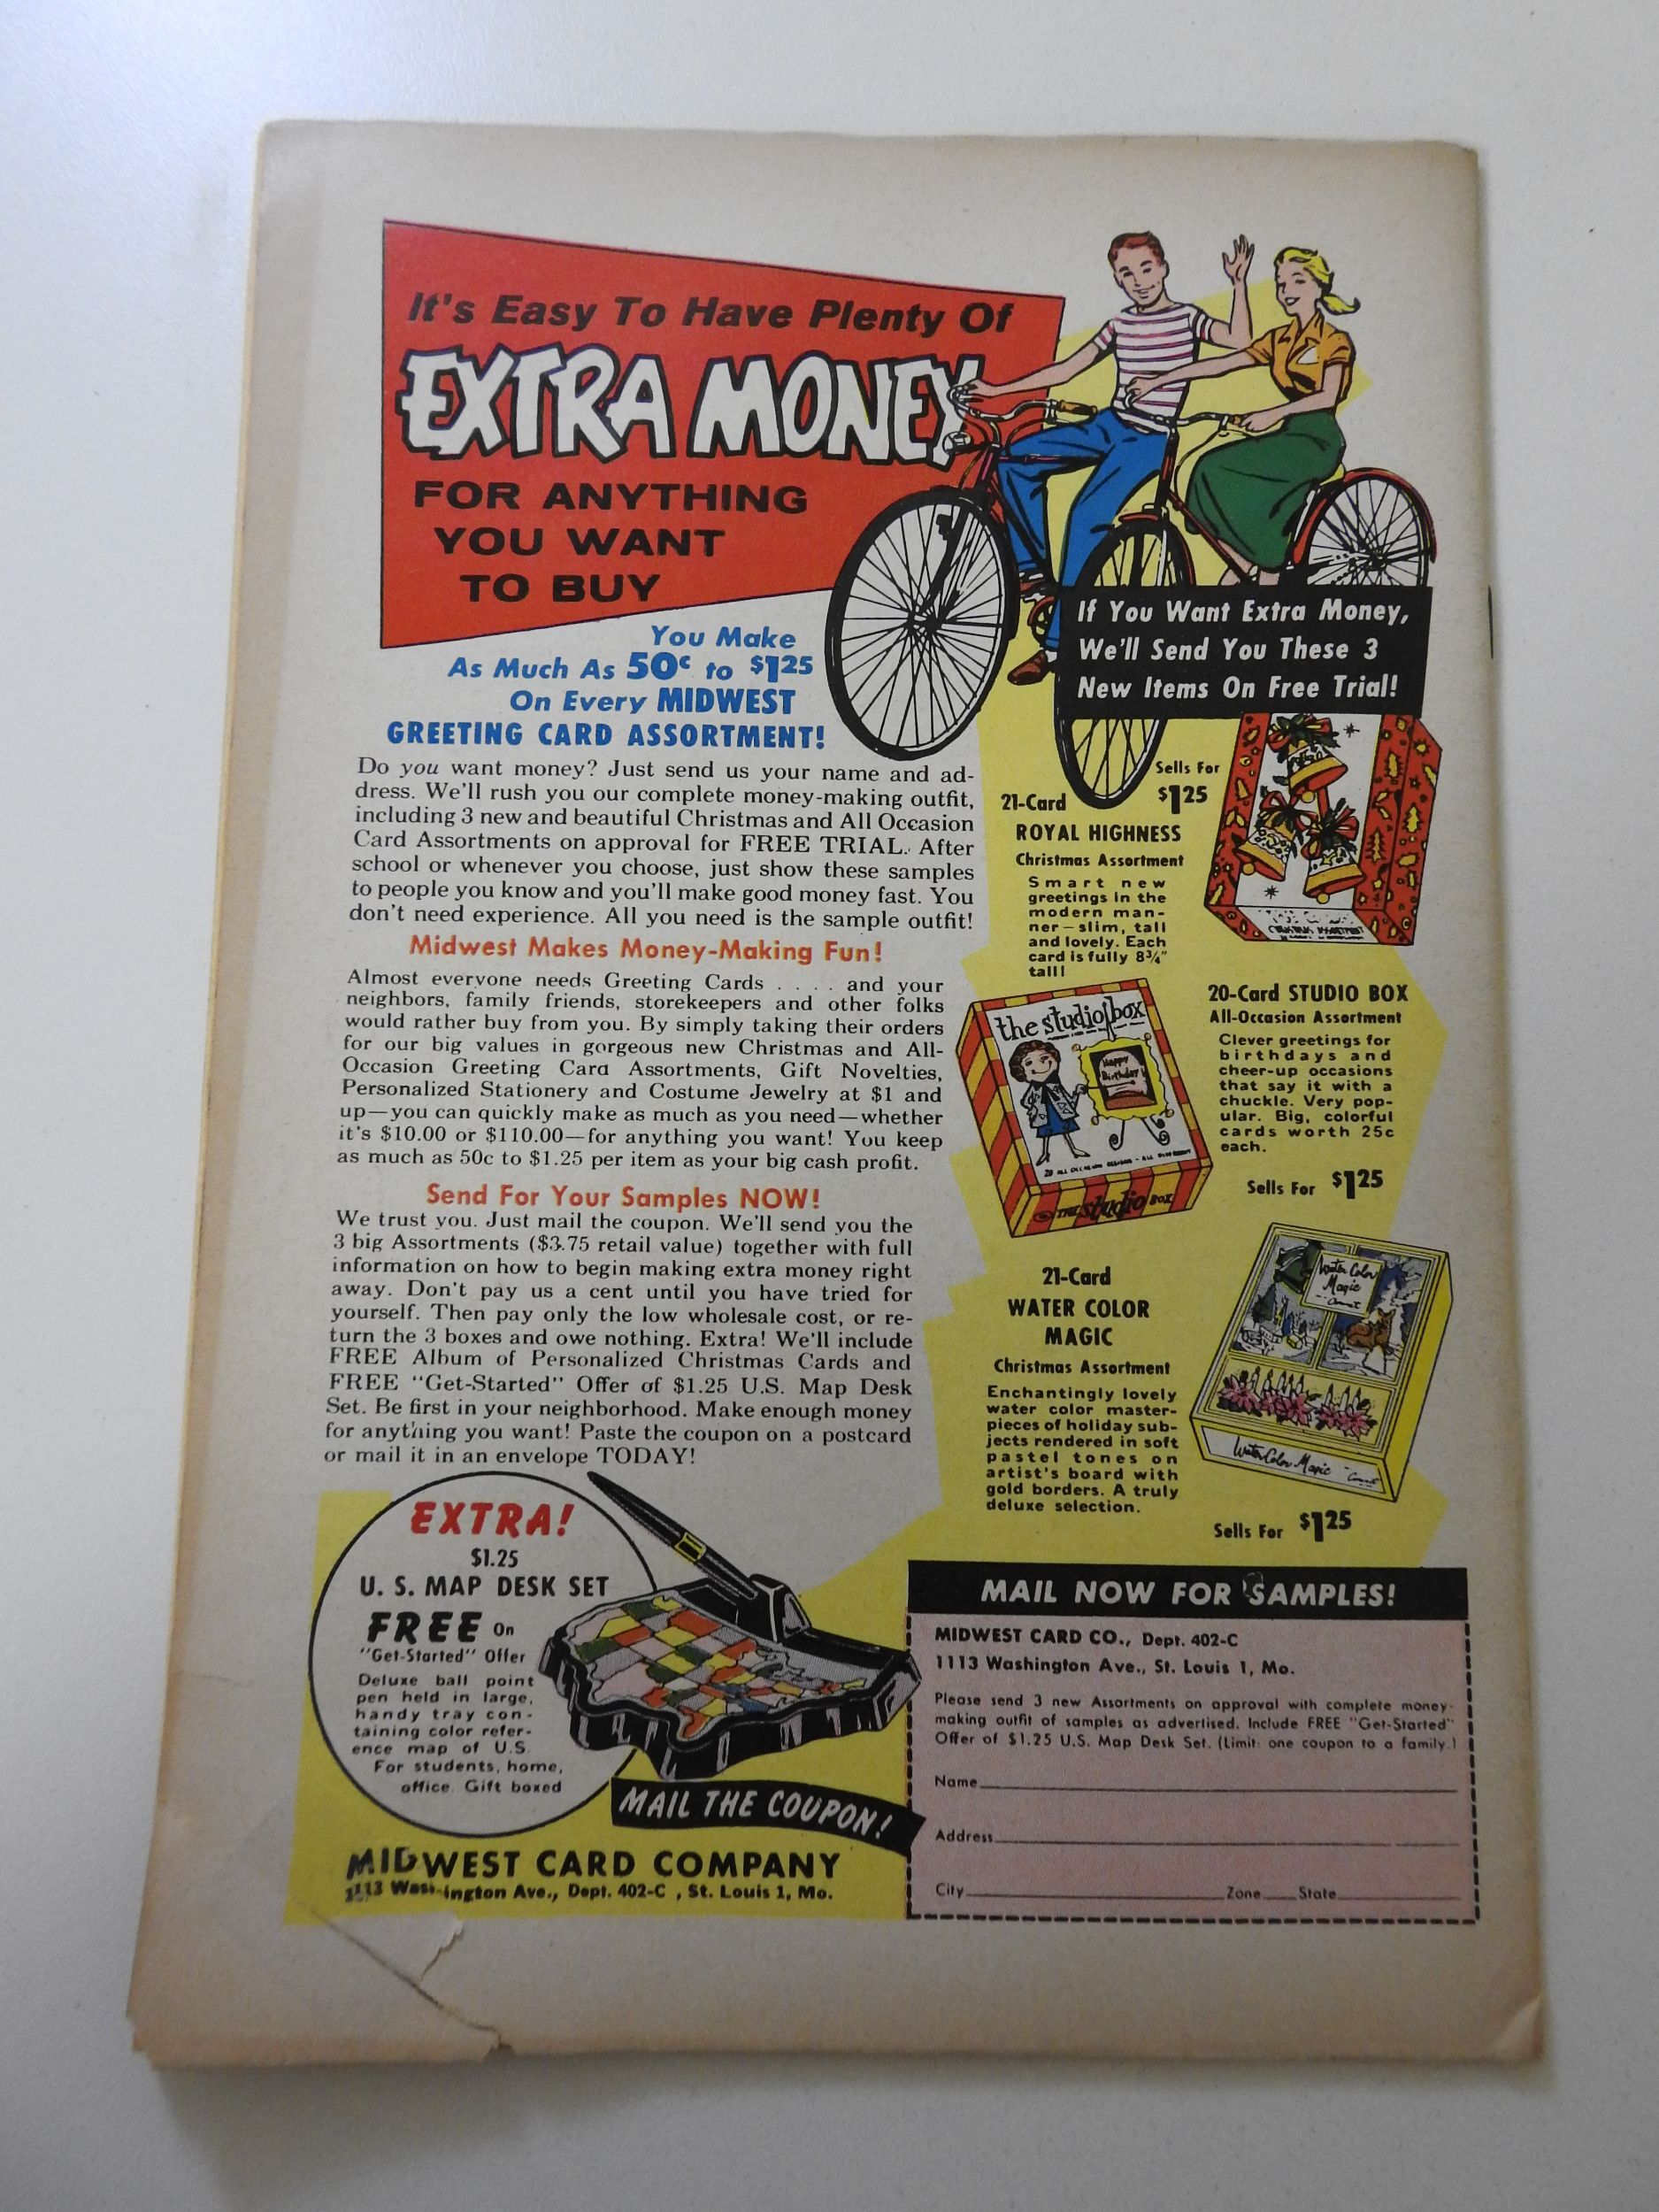 It's Easy To Have Plenty Of
EXTRA MONEY
FOR ANYTHING
YOU WANT
TO BUY
You Make
As Much As 50c to $1.25
On Every MIDWEST
GREETING CARD ASSORTMENT!
Do you want money? Just send us your name and ad-
dress. We'll rush you our complete money-making outfit,
including 3 new and beautiful Christmas and All Occasion
Card Assortments on approval for FREE TRIAL. After
school or whenever you choose, just show these samples
to people you know and you'll make good money fast. You
don't need experience. All you need is the sample outfit!
Midwest Makes Money-Making Fun!
Almost everyone needs Greeting Cards . . . . and your
neighbors, family friends, storekeepers and other folks
would rather buy from you. By simply taking their orders
for our big values in gorgeous new Christmas and All-
Occasion Greeting Card Assortments, Gift Novelties,
Personalized Stationery and Costume Jewelry at $1 and
up—you can quickly make as much as you need—whether
it's $10.00 or $110.00—for anything you want! You keep
as much as 50c to $1.25 per item as your big cash profit.
Send For Your Samples NOW!
We trust you. Just mail the coupon. We'll send you the
3 big Assortments ($3.75 retail value) together with full
information on how to begin making extra money right
away. Don't pay us a cent until you have tried for
yourself. Then pay only the low wholesale cost, or re-
turn the 3 boxes and owe nothing. Extra! We'll include
FREE Album of Personalized Christmas Cards and
FREE "Get-Started" Offer of $1.25 U.S. Map Desk
Set. Be first in your neighborhood. Make enough money
for anything you want! Paste the coupon on a postcard
or mail it in an envelope TODAY!
If You Want Extra Money,
We'll Send You These 3
New Items On Free Trial!
Sells For
$1.25
21-Card
ROYAL HIGHNESS
Christmas Assortment
Smart new
greetings in the
modern man-
ner—slim, tall
and lovely. Each
card is fully 8¾"
tall!
CHRISTMAS ASSORTMENT
the studio box
Happy
Birthday
THE studio BOX
20-Card STUDIO BOX
All-Occasion Assortment
Clever greetings for
birthdays and
cheer-up occasions
that say it with a
chuckle. Very pop-
ular. Big, colorful
cards worth 25c
each.
Sells For $1.25
21-Card
WATER COLOR
MAGIC
Christmas Assortment
Enchantingly lovely
water color master-
pieces of holiday sub-
jects rendered in soft
pastel tones on
artist's board with
gold borders. A truly
deluxe selection.
Water Color
Magic
Water Color Magic
Sells For $1.25
EXTRA!
$1.25
U. S. MAP DESK SET
FREE On
"Get-Started" Offer
Deluxe ball point
pen held in large,
handy tray con-
taining color refer-
ence map of U.S.
For students, home,
office. Gift boxed
MAIL THE COUPON!
MIDWEST CARD COMPANY
1113 Washington Ave., Dept. 402-C , St. Louis 1, Mo.
MAIL NOW FOR SAMPLES!
MIDWEST CARD CO., Dept. 402-C
1113 Washington Ave., St. Louis 1, Mo.
Please send 3 new Assortments on approval with complete money-
making outfit of samples as advertised. Include FREE "Get-Started"
Offer of $1.25 U.S. Map Desk Set. (Limit: one coupon to a family.)
Name
Address
City Zone State